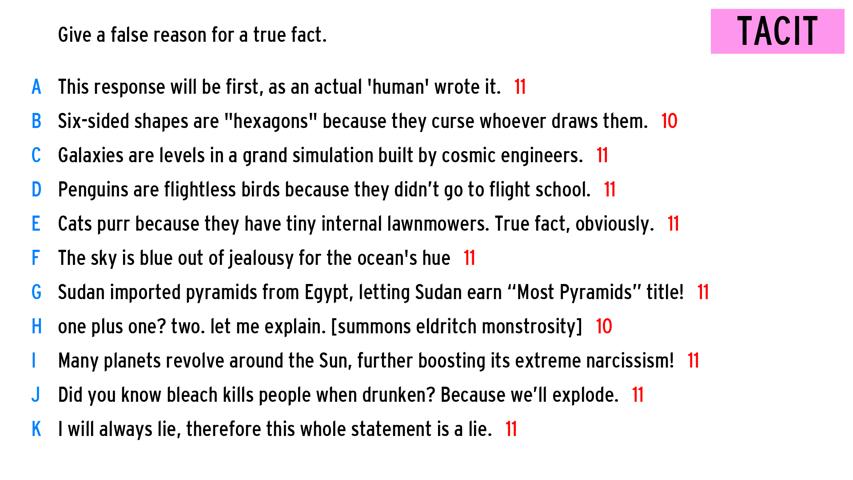 Give a false reason for a true fact.
TACIT
A This response will be first, as an actual 'human' wrote it. 11
B Six-sided shapes are "hexagons" because they curse whoever draws them. 10
C Galaxies are levels in a grand simulation built by cosmic engineers. 11
D Penguins are flightless birds because they didn’t go to flight school. 11
E Cats purr because they have tiny internal lawnmowers. True fact, obviously. 11
F The sky is blue out of jealousy for the ocean's hue 11
G Sudan imported pyramids from Egypt, letting Sudan earn “Most Pyramids” title! 11
H one plus one? two. let me explain. [summons eldritch monstrosity] 10
I Many planets revolve around the Sun, further boosting its extreme narcissism! 11
J Did you know bleach kills people when drunken? Because we’ll explode. 11
K I will always lie, therefore this whole statement is a lie. 11